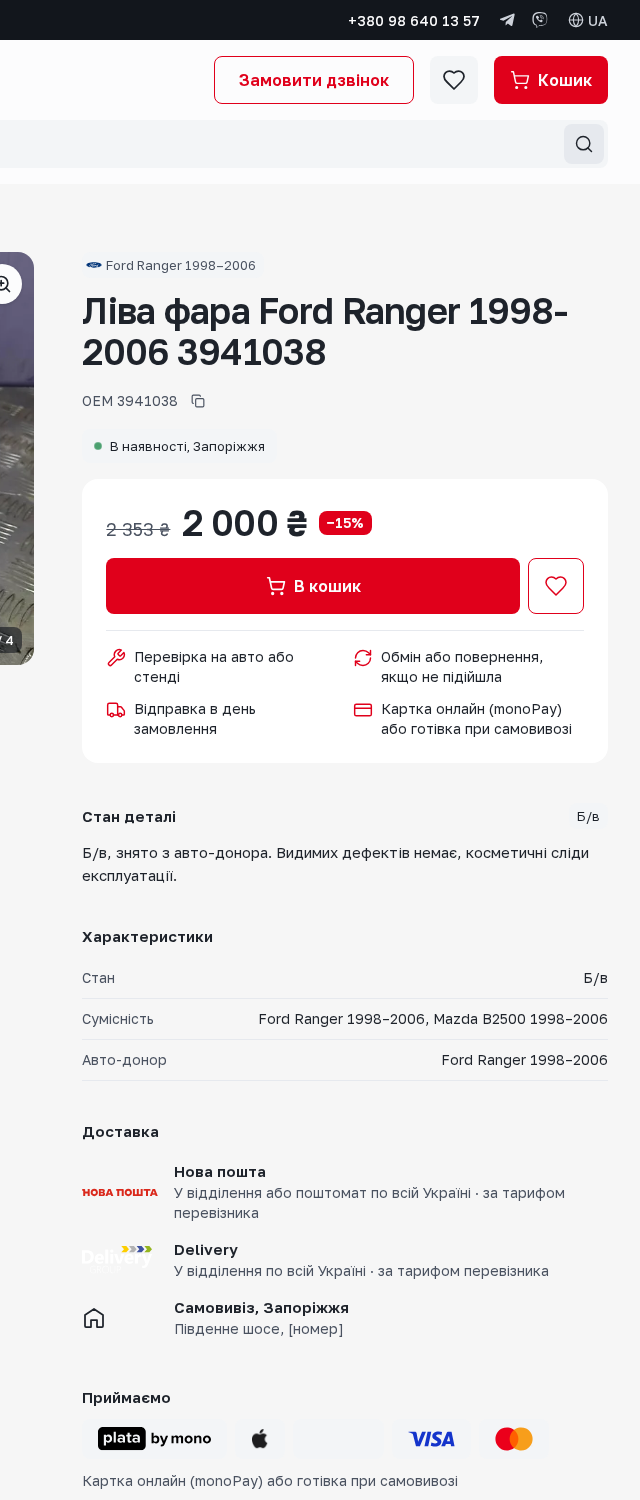 +380 98 640 13 57
UA
Замовити дзвінок
Кошик
Ford Ranger 1998–2006
Ліва фара Ford Ranger 1998-
2006 3941038
OEM 3941038
В наявності, Запоріжжя
/ 4
2 353 ₴ 2 000 ₴ −15%
В кошик
Перевірка на авто або
стенді
Обмін або повернення,
якщо не підійшла
Відправка в день
замовлення
Картка онлайн (monoPay)
або готівка при самовивозі
Стан деталі
Б/в
Б/в, знято з авто-донора. Видимих дефектів немає, косметичні сліди
експлуатації.
Характеристики
Стан
Б/в
Сумісність
Ford Ranger 1998–2006, Mazda B2500 1998–2006
Авто-донор
Ford Ranger 1998–2006
Доставка
НОВА ПОШТА
Нова пошта
У відділення або поштомат по всій Україні · за тарифом
перевізника
Delivery
Delivery
У відділення по всій Україні · за тарифом перевізника
Самовивіз, Запоріжжя
Південне шосе, [номер]
Приймаємо
plata by mono
VISA
Картка онлайн (monoPay) або готівка при самовивозі